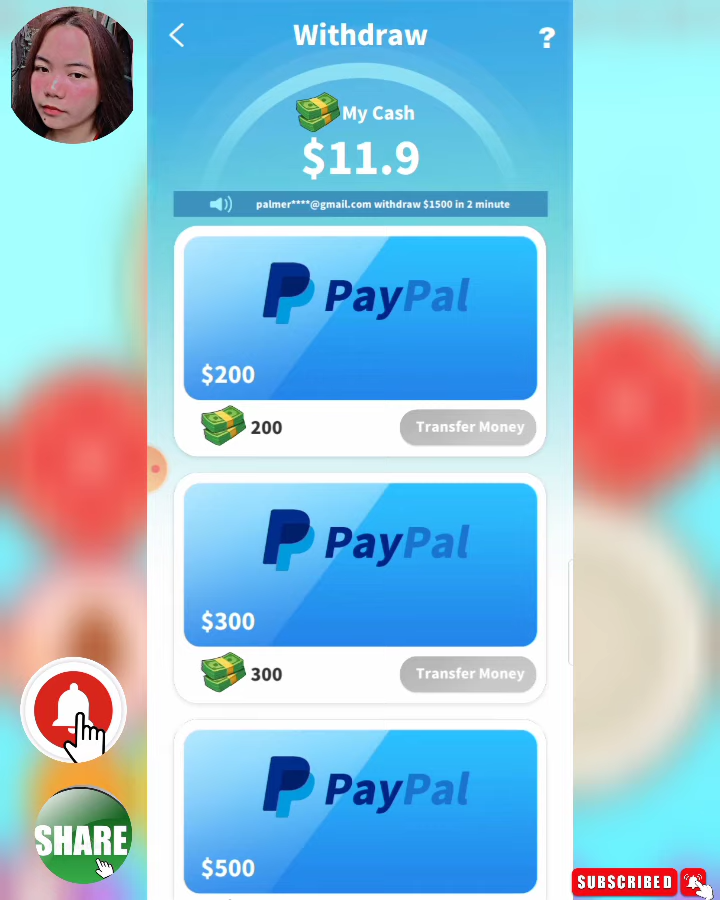 Withdraw
?
My Cash
$11.9
palmer****@gmail.com withdraw $1500 in 2 minute
PayPal
$200
200
Transfer Money
PayPal
$300
300
Transfer Money
PayPal
$500
SHARE
SUBSCRIBED